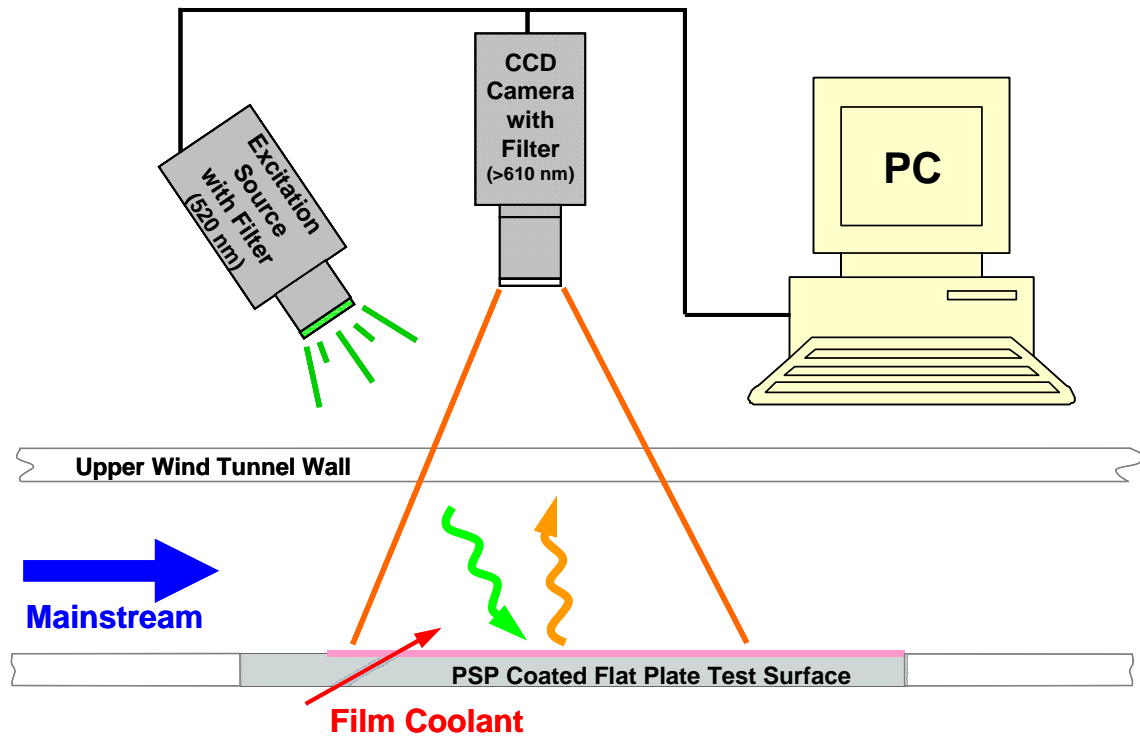 CCD
Camera
with
Filter
(>610 nm)
Excitation
Source
with Filter
(520 nm)
PC
Upper Wind Tunnel Wall
Mainstream
PSP Coated Flat Plate Test Surface
Film Coolant